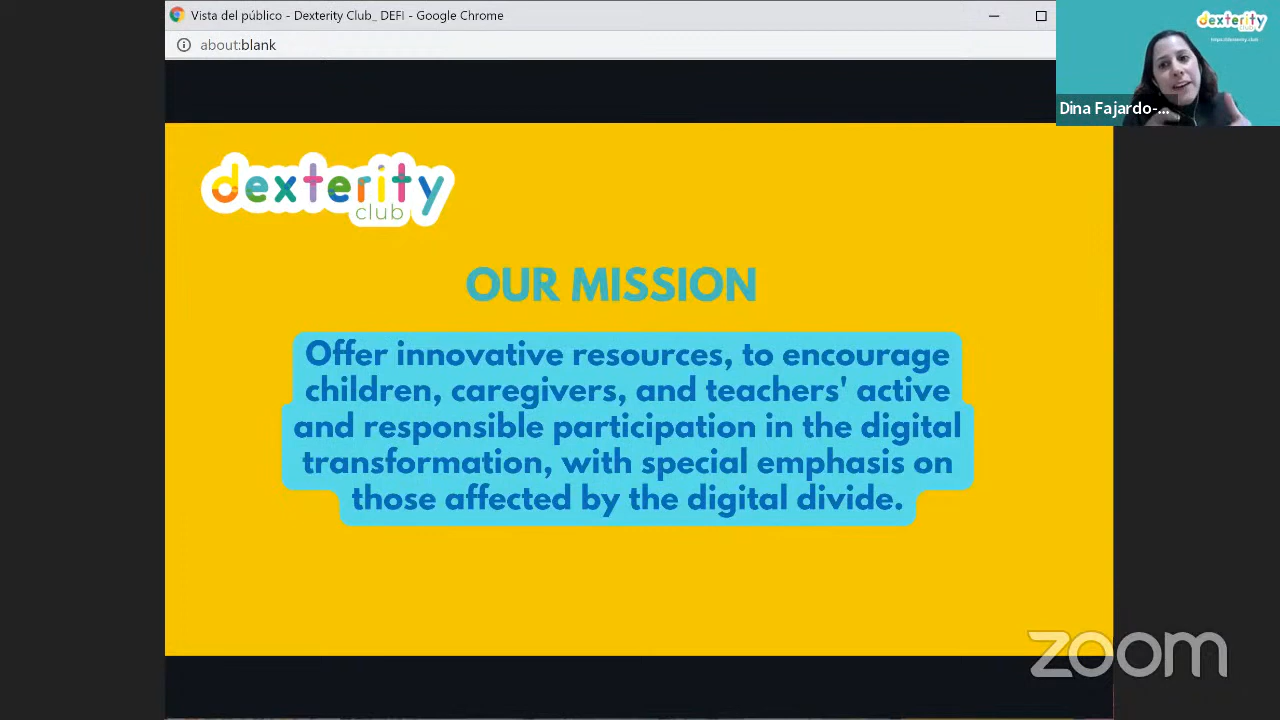 Vista del público - Dexterity Club_ DEFI - Google Chrome
about:blank
dexterity
club
Dina Fajardo-...
dexterity
club
OUR MISSION
Offer innovative resources, to encourage
children, caregivers, and teachers' active
and responsible participation in the digital
transformation, with special emphasis on
those affected by the digital divide.
zoom